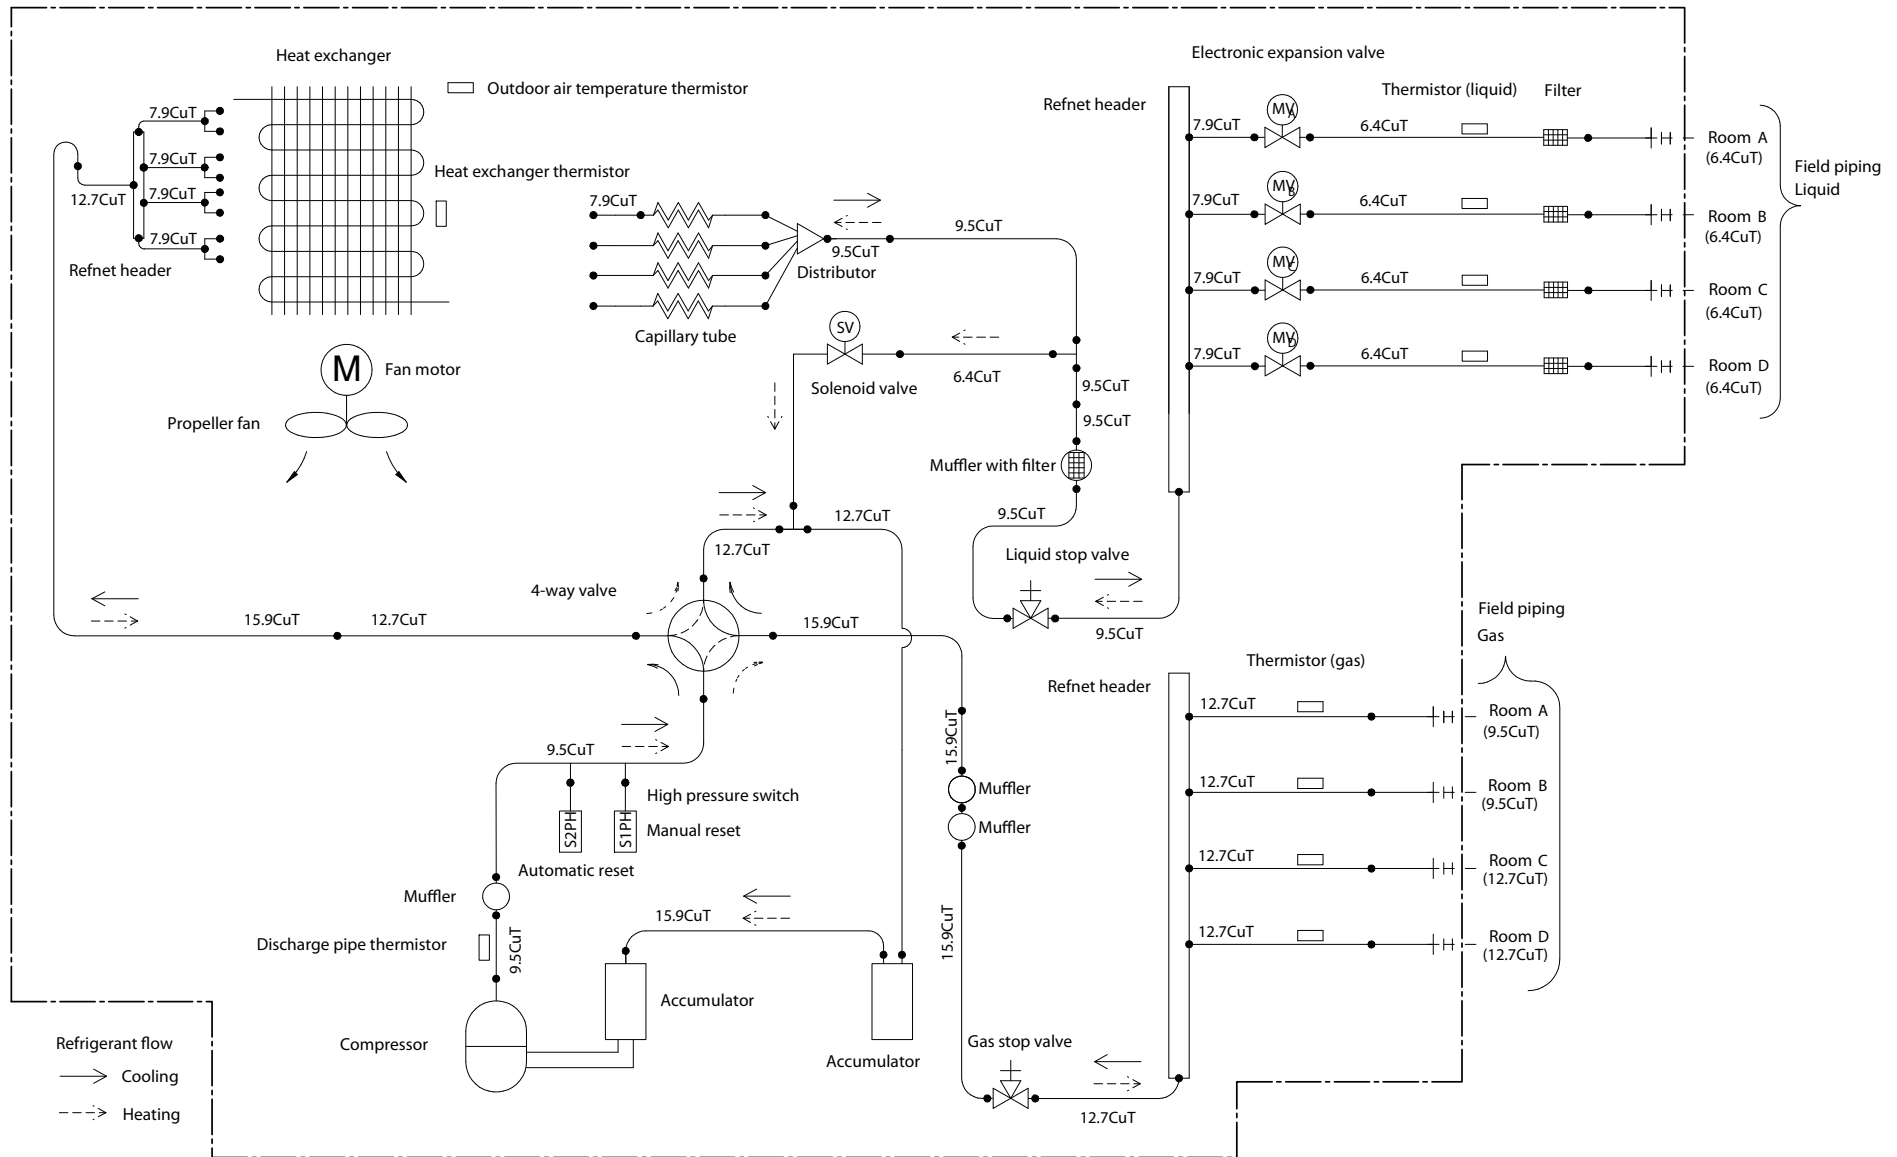 Heat exchanger
Outdoor air temperature thermistor
7.9CuT
7.9CuT
7.9CuT
7.9CuT
12.7CuT
Refnet header
Heat exchanger thermistor
7.9CuT
Capillary tube
9.5CuT
Distributor
9.5CuT
M
Fan motor
Propeller fan
SV
Solenoid valve
6.4CuT
9.5CuT
9.5CuT
Muffler with filter
9.5CuT
Liquid stop valve
9.5CuT
Electronic expansion valve
Refnet header
Thermistor (liquid)
Filter
7.9CuT
MVA
6.4CuT
Room A
(6.4CuT)
7.9CuT
MVB
6.4CuT
Room B
(6.4CuT)
7.9CuT
MVC
6.4CuT
Room C
(6.4CuT)
7.9CuT
MVD
6.4CuT
Room D
(6.4CuT)
Field piping
Liquid
12.7CuT
12.7CuT
4-way valve
15.9CuT
12.7CuT
15.9CuT
9.5CuT
High pressure switch
S2PH
S1PH
Manual reset
Automatic reset
Muffler
Discharge pipe thermistor
9.5CuT
Compressor
15.9CuT
Accumulator
Accumulator
15.9CuT
Muffler
Muffler
15.9CuT
Gas stop valve
12.7CuT
Refnet header
Thermistor (gas)
Field piping
Gas
12.7CuT
Room A
(9.5CuT)
12.7CuT
Room B
(9.5CuT)
12.7CuT
Room C
(12.7CuT)
12.7CuT
Room D
(12.7CuT)
Refrigerant flow
Cooling
Heating